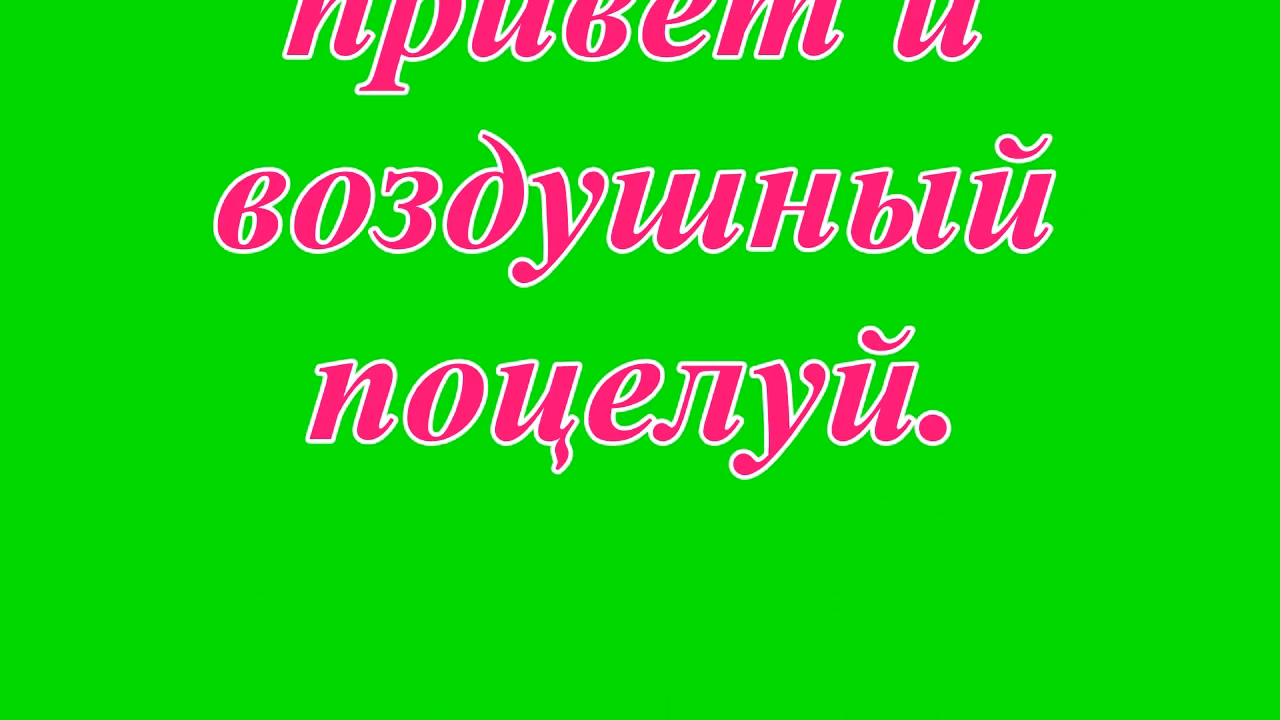 привет и
воздушный
поцелуй.